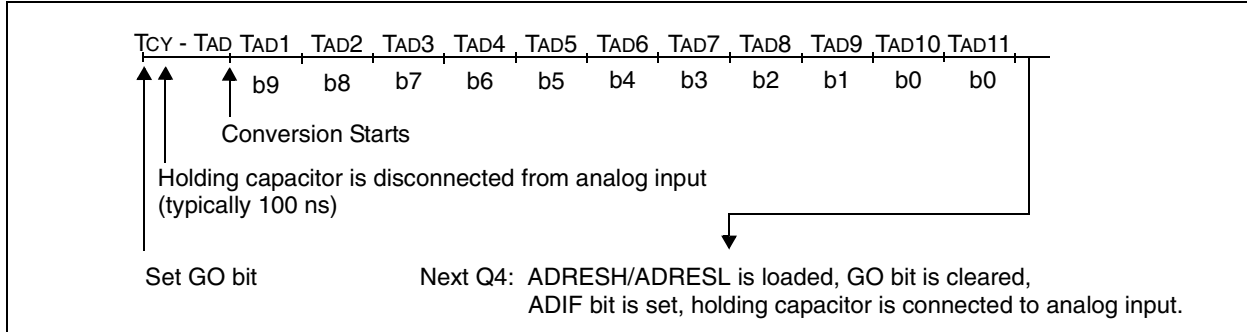 TCY - TAD TAD1 TAD2 TAD3 TAD4 TAD5 TAD6 TAD7 TAD8 TAD9 TAD10 TAD11
b9 b8 b7 b6 b5 b4 b3 b2 b1 b0 b0
Conversion Starts
Holding capacitor is disconnected from analog input
(typically 100 ns)
Set GO bit
Next Q4: ADRESH/ADRESL is loaded, GO bit is cleared,
ADIF bit is set, holding capacitor is connected to analog input.